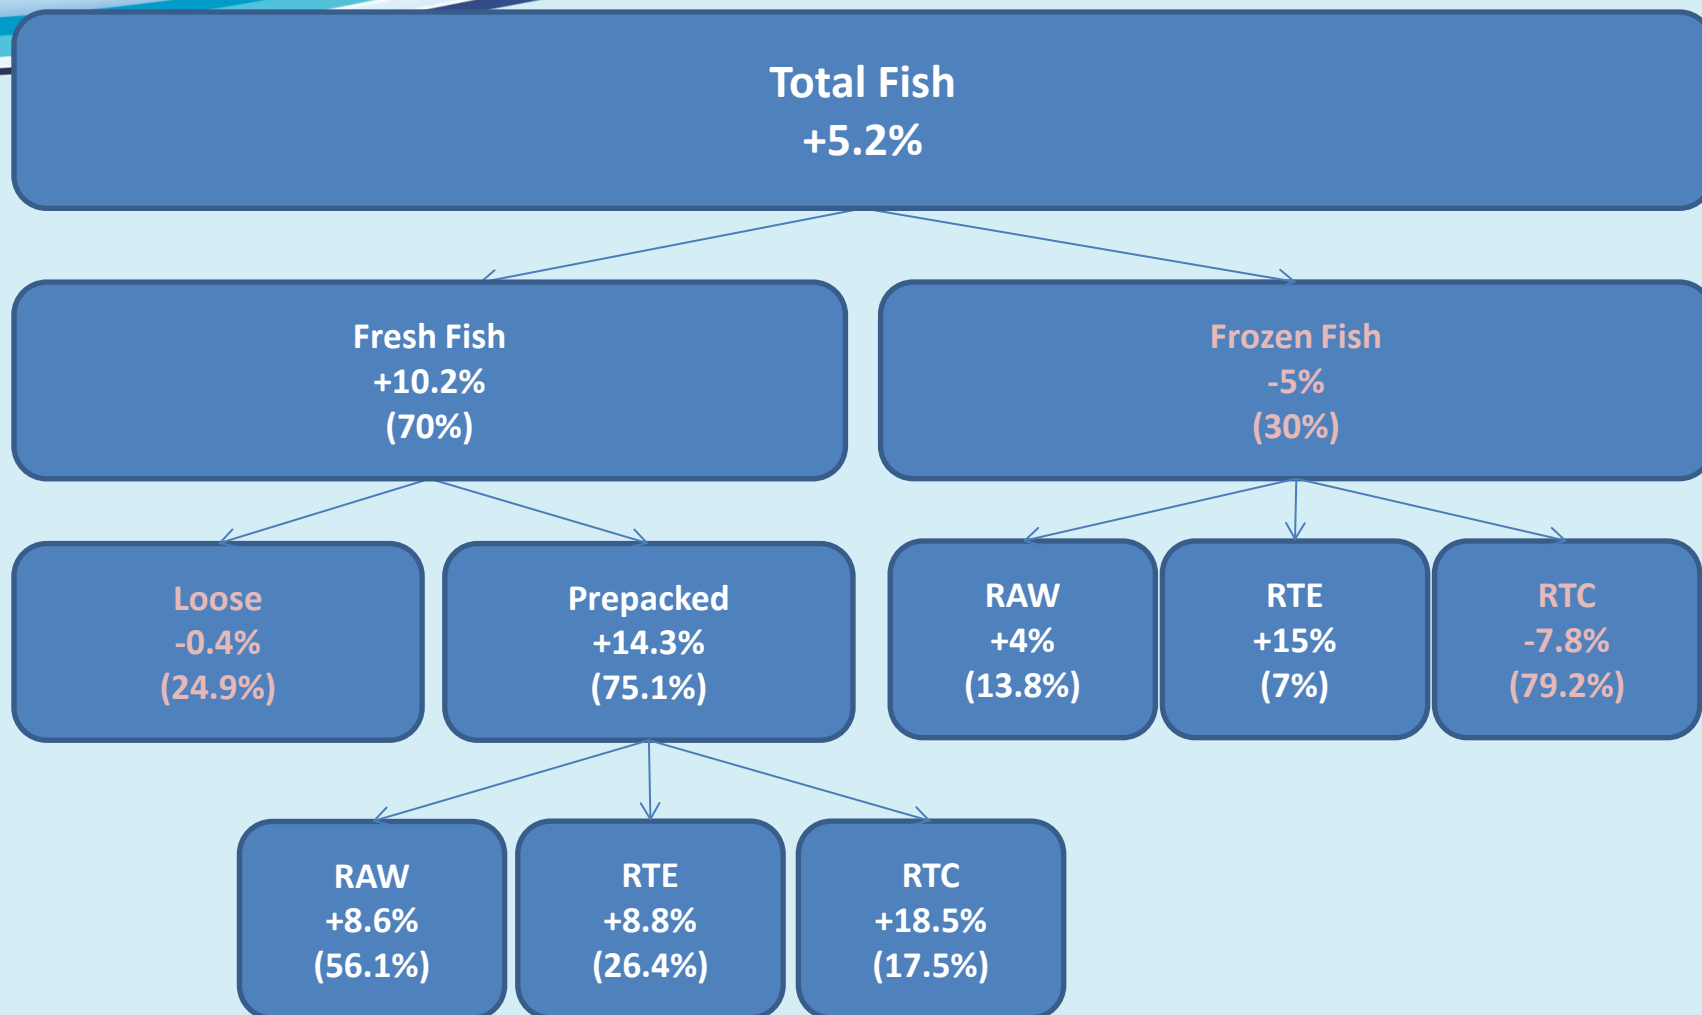 Total Fish
+5.2%
Fresh Fish
+10.2%
(70%)
Frozen Fish
-5%
(30%)
Loose
-0.4%
(24.9%)
Prepacked
+14.3%
(75.1%)
RAW
+4%
(13.8%)
RTE
+15%
(7%)
RTC
-7.8%
(79.2%)
RAW
+8.6%
(56.1%)
RTE
+8.8%
(26.4%)
RTC
+18.5%
(17.5%)